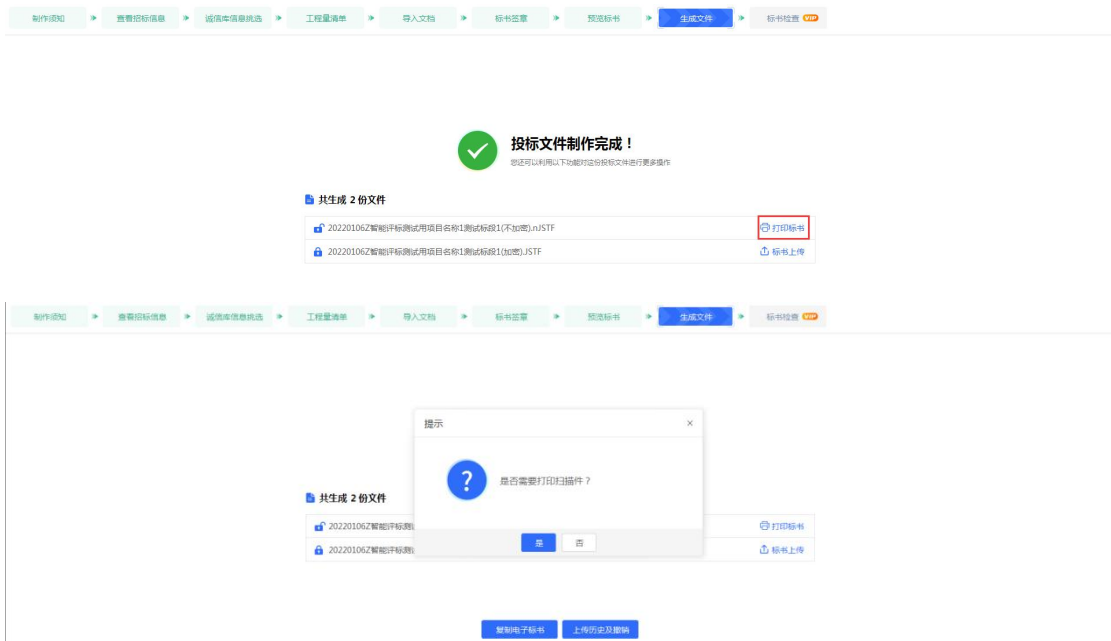 制作须知 查看招标信息 诚信库信息挑选 工程量清单 导入文档 标书签章 预览标书 生成文件 标书检查 VIP
投标文件制作完成！
您还可以利用以下功能对这份投标文件进行更多操作
共生成 2 份文件
20220106Z智能评标测试用项目名称1测试标段1(不加密).nJSTF 打印标书
20220106Z智能评标测试用项目名称1测试标段1(加密).JSTF 标书上传
制作须知 查看招标信息 诚信库信息挑选 工程量清单 导入文档 标书签章 预览标书 生成文件 标书检查 VIP
提示 ×
? 是否需要打印扫描件？
共生成 2 份文件
20220106Z智能评标测 打印标书
是 否
20220106Z智能评标测 标书上传
复制电子标书 上传历史及撤销